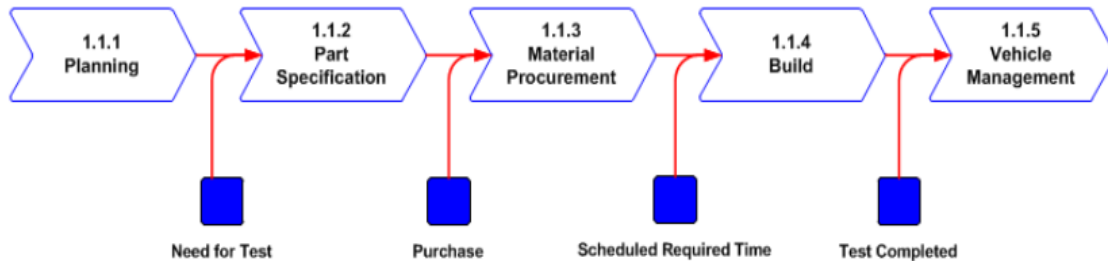 1.1.1
Planning
1.1.2
Part
Specification
1.1.3
Material
Procurement
1.1.4
Build
1.1.5
Vehicle
Management
Need for Test
Purchase
Scheduled Required Time
Test Completed